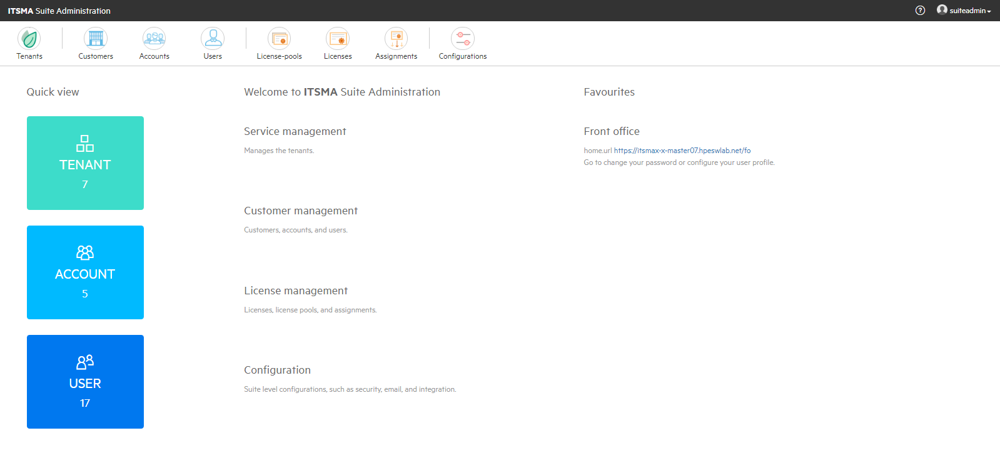 ITSMA Suite Administration
? suiteadmin
Tenants Customers Accounts Users License-pools Licenses Assignments Configurations
Quick view
TENANT
7
ACCOUNT
5
USER
17
Welcome to ITSMA Suite Administration
Service management
Manages the tenants.
Customer management
Customers, accounts, and users.
License management
Licenses, license pools, and assignments.
Configuration
Suite level configurations, such as security, email, and integration.
Favourites
Front office
home.url https://itsmax-x-master07.hpeswlab.net/fo
Go to change your password or configure your user profile.